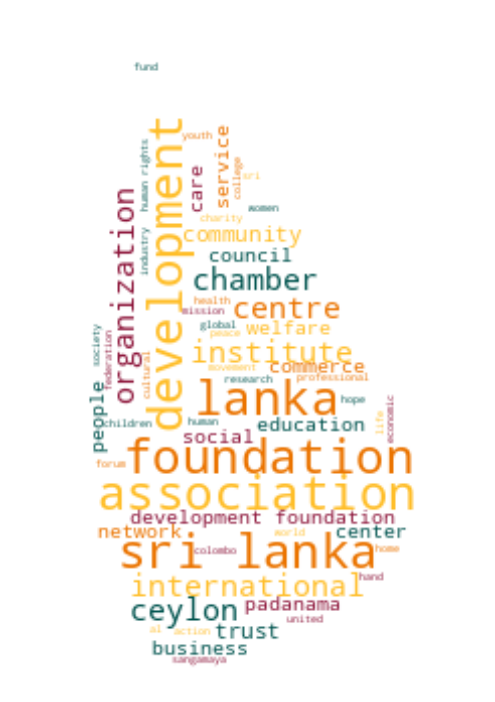 fund
development
youth
service
human rights
care
college
sri
organization
women
charity
industry
community
council
chamber
health
centre
mission
global
welfare
peace
society
federation
institute
movement
commerce
cultural
research
professional
people
lanka
hope
life
economic
children
human
education
social
forum
foundation
association
development foundation
network
world
center
sri lanka
colombo
home
international
hand
ceylon
padanama
united
al
action
trust
business
sangamaya